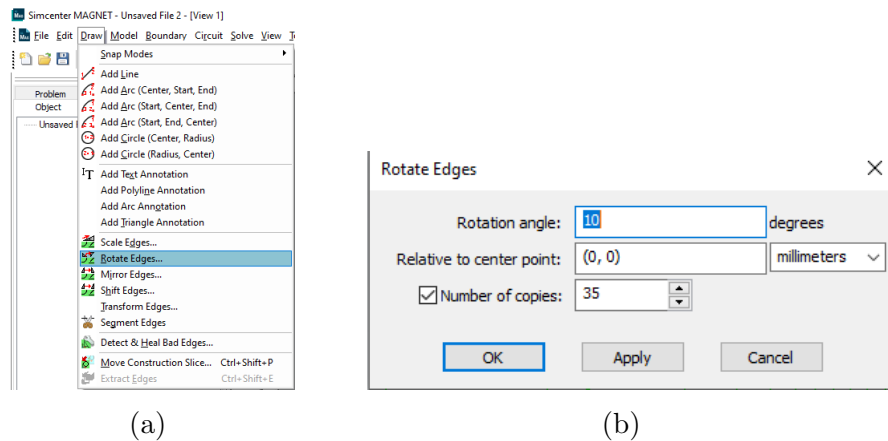 Simcenter MAGNET - Unsaved File 2 - [View 1]
File Edit Draw Model Boundary Circuit Solve View
Snap Modes
Add Line
Add Arc (Center, Start, End)
Add Arc (Start, Center, End)
Add Arc (Start, End, Center)
Add Circle (Center, Radius)
Add Circle (Radius, Center)
Add Text Annotation
Add Polyline Annotation
Add Arc Annotation
Add Triangle Annotation
Scale Edges...
Rotate Edges...
Mirror Edges...
Shift Edges...
Transform Edges...
Segment Edges
Detect & Heal Bad Edges...
Move Construction Slice... Ctrl+Shift+P
Extract Edges Ctrl+Shift+E
Problem
Object
Unsaved
(a)
Rotate Edges
Rotation angle: 10 degrees
Relative to center point: (0, 0) millimeters
Number of copies: 35
OK Apply Cancel
(b)